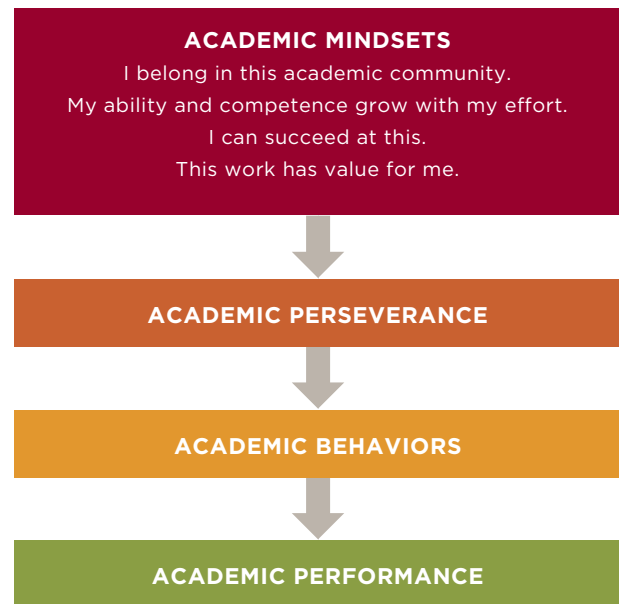 ACADEMIC MINDSETS
I belong in this academic community.
My ability and competence grow with my effort.
I can succeed at this.
This work has value for me.
ACADEMIC PERSEVERANCE
ACADEMIC BEHAVIORS
ACADEMIC PERFORMANCE